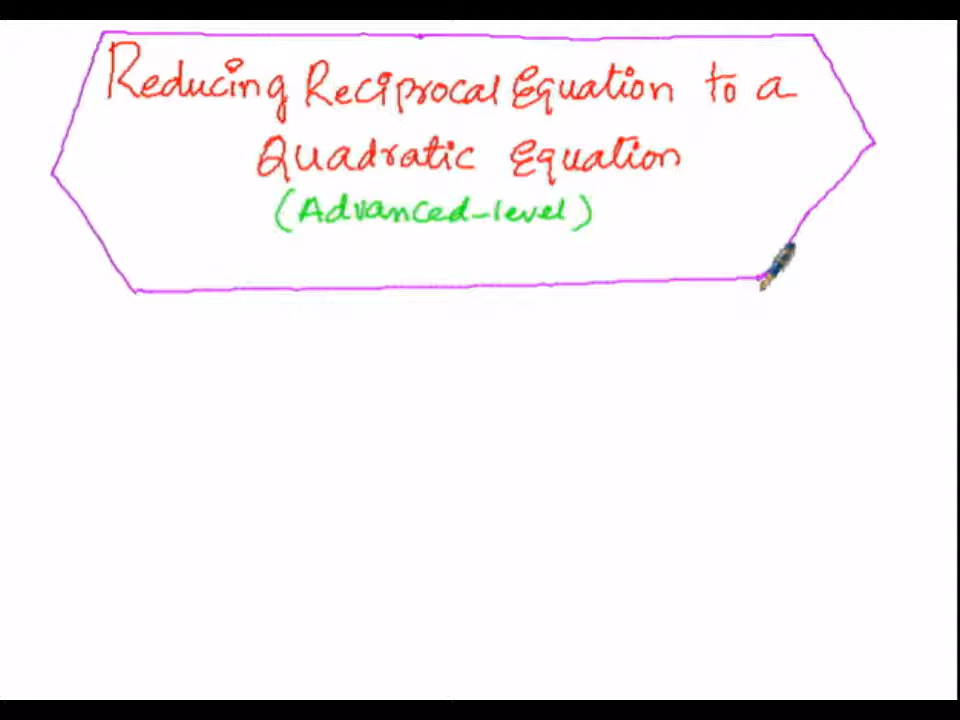 Reducing Reciprocal Equation to a
Quadratic Equation
(Advanced-level)